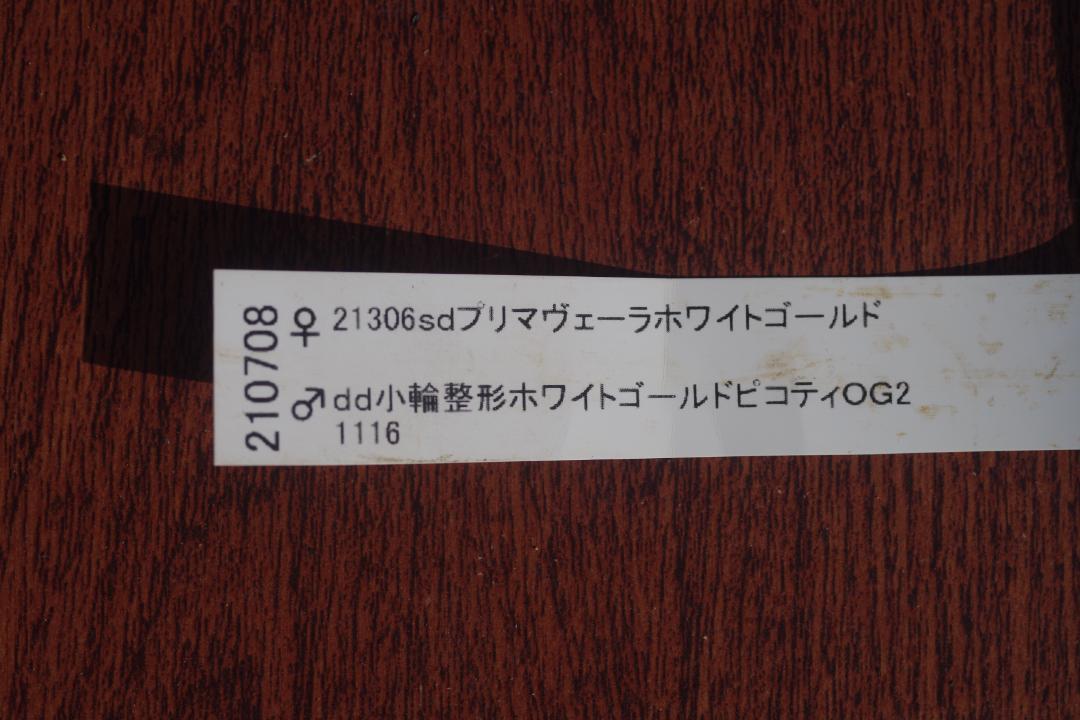 210708
♀ 21306sdプリマヴェーラホワイトゴールド
♂ dd小輪整形ホワイトゴールドピコティOG2
1116